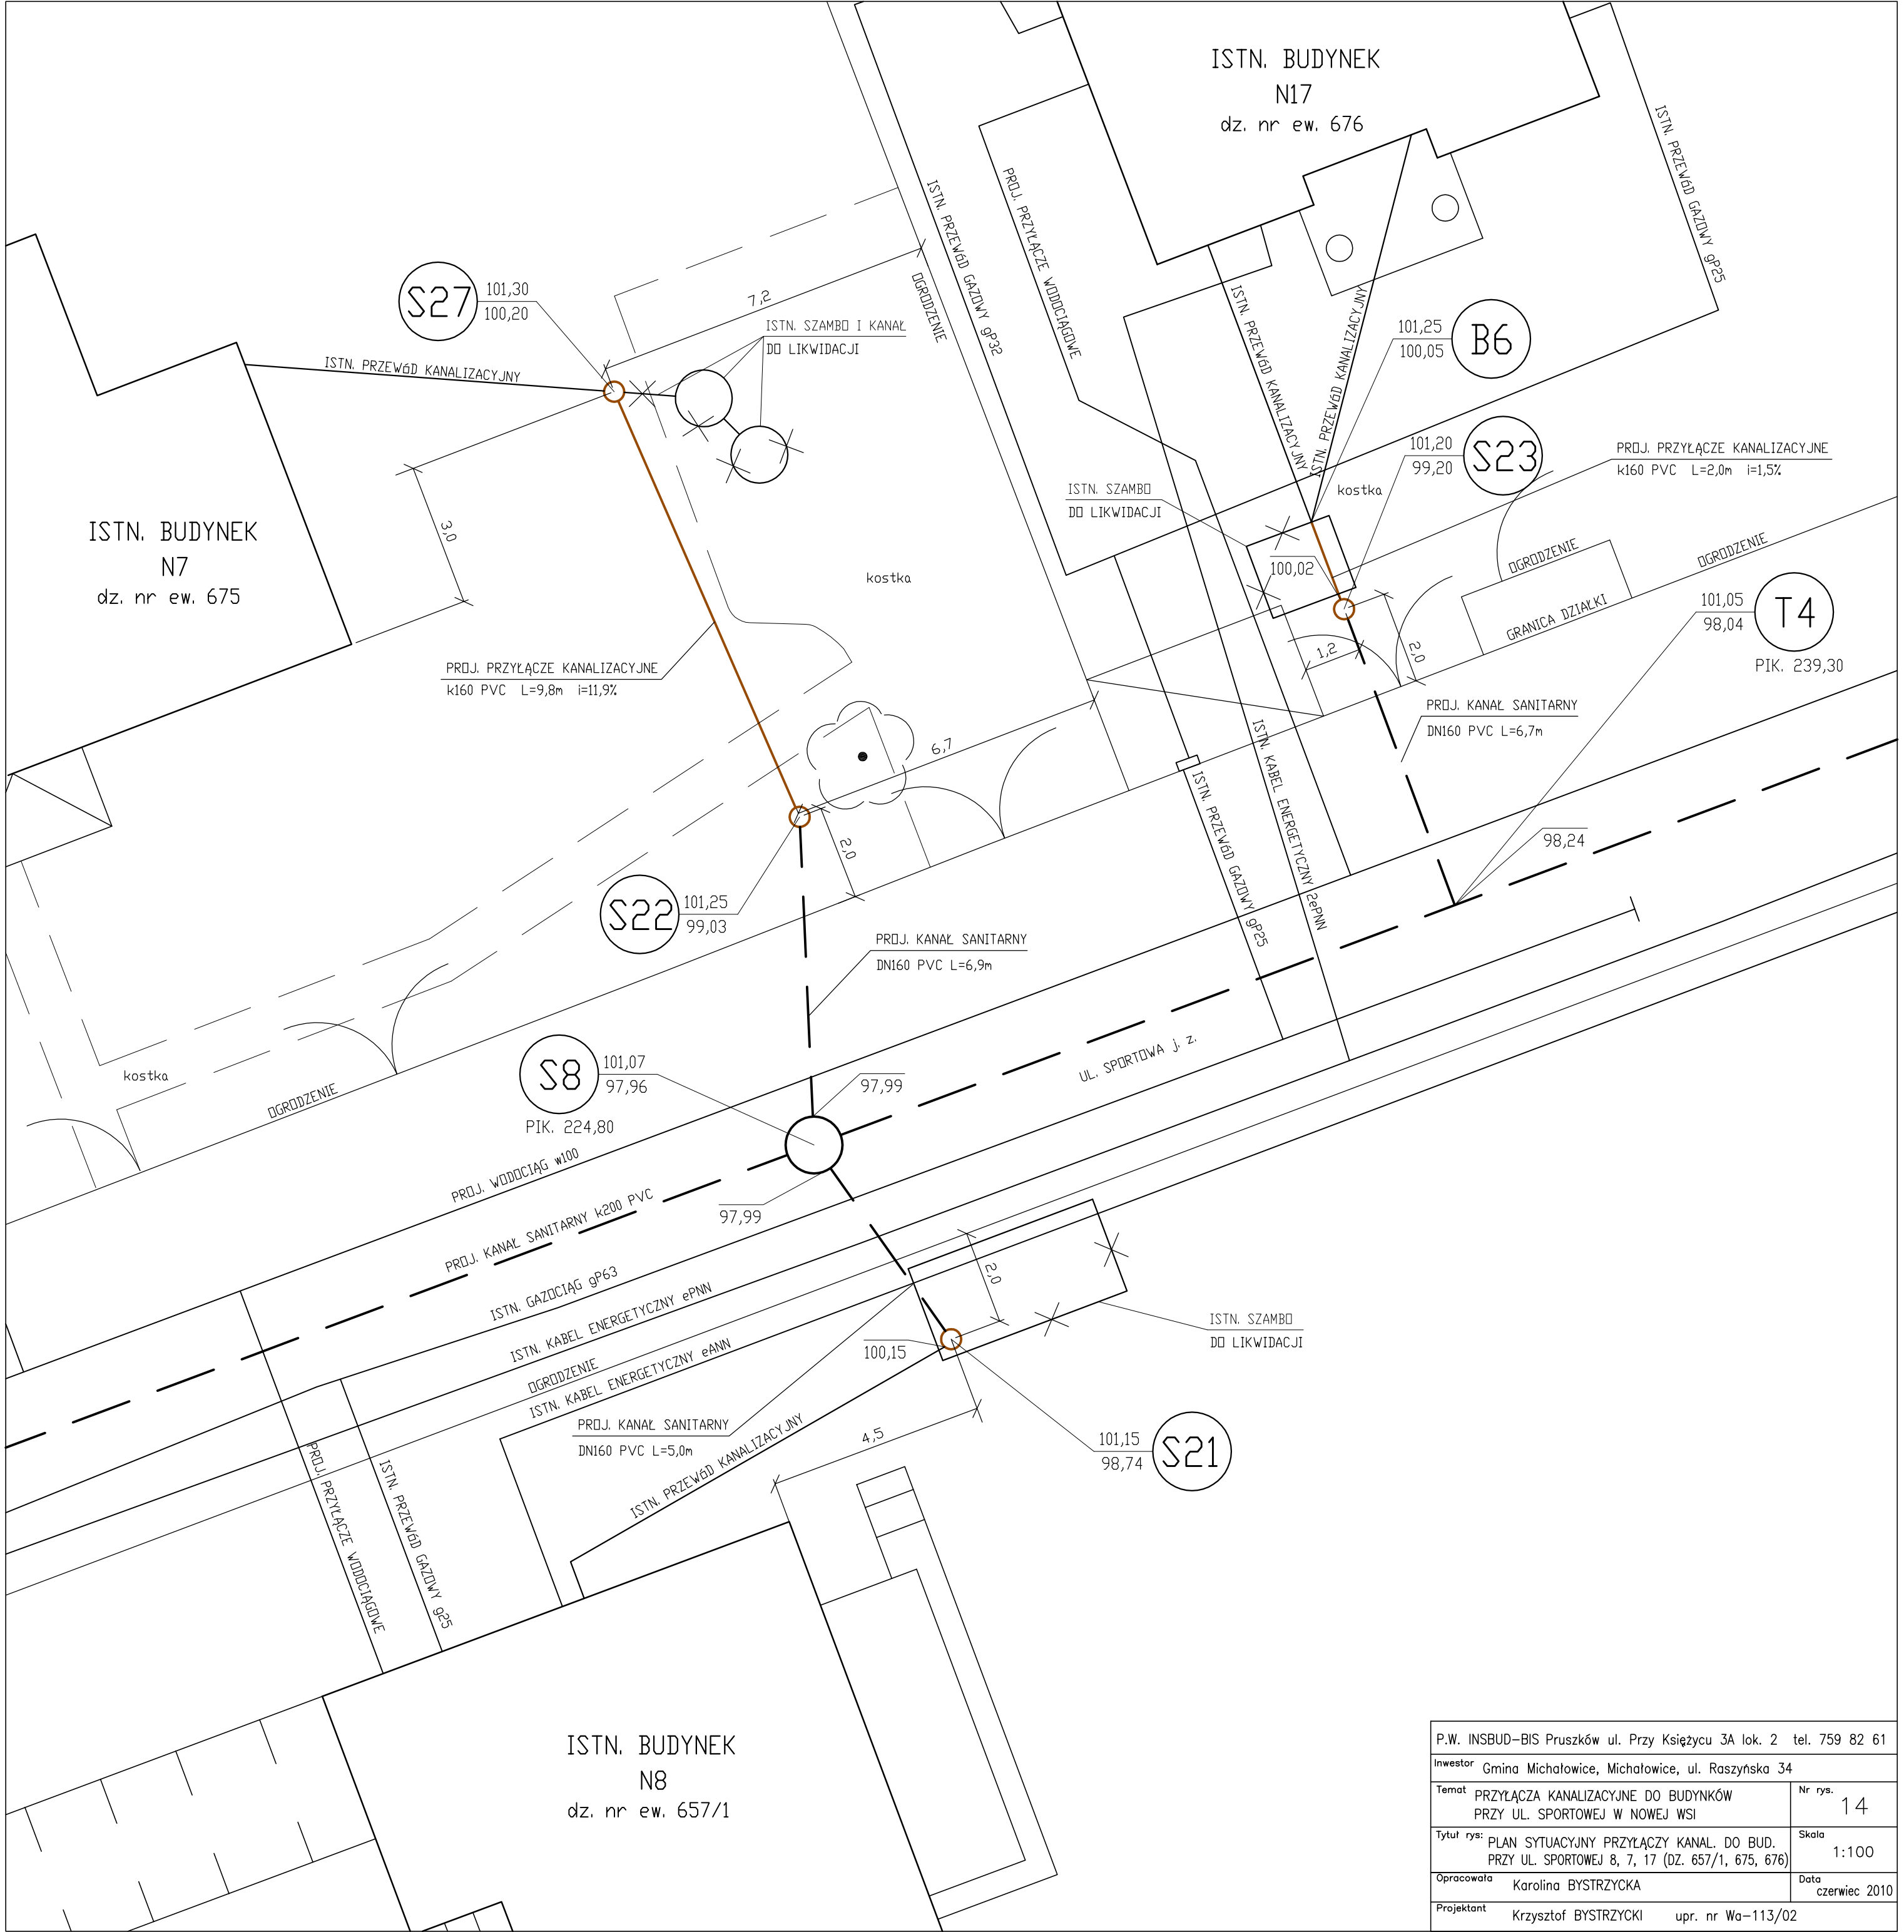 ISTN. BUDYNEK
N17
dz. nr ew. 676
ISTN. PRZEWÓD GAZOWY gP25
ISTN. PRZEWÓD GAZOWY gP32
PROJ. PRZYŁĄCZE WODOCIĄGOWE
OGRODZENIE
S27
101,30
100,20
7,2
ISTN. SZAMBO I KANAŁ
DO LIKWIDACJI
ISTN. PRZEWÓD KANALIZACYJNY
ISTN. PRZEWÓD KANALIZACYJNY
ISTN. PRZEWÓD KANALIZACYJNY
101,25
100,05
B6
101,20
99,20
S23
PROJ. PRZYŁĄCZE KANALIZACYJNE
k160 PVC L=2,0m i=1,5%
kostka
ISTN. SZAMBO
DO LIKWIDACJI
100,02
3,0
ISTN. BUDYNEK
N7
dz. nr ew. 675
kostka
OGRODZENIE
OGRODZENIE
GRANICA DZIAŁKI
101,05
98,04
T4
PIK. 239,30
1,2
2,0
PROJ. PRZYŁĄCZE KANALIZACYJNE
k160 PVC L=9,8m i=11,9%
PROJ. KANAŁ SANITARNY
DN160 PVC L=6,7m
6,7
2,0
ISTN. KABEL ENERGETYCZNY 2ePNN
ISTN. PRZEWÓD GAZOWY gP25
98,24
S22
101,25
99,03
PROJ. KANAŁ SANITARNY
DN160 PVC L=6,9m
kostka
OGRODZENIE
S8
101,07
97,96
PIK. 224,80
97,99
UL. SPORTOWA j. z.
PROJ. WODOCIĄG w100
97,99
PROJ. KANAŁ SANITARNY k200 PVC
ISTN. GAZOCIĄG gP63
ISTN. KABEL ENERGETYCZNY ePNN
OGRODZENIE
ISTN. KABEL ENERGETYCZNY eANN
2,0
ISTN. SZAMBO
DO LIKWIDACJI
100,15
PROJ. KANAŁ SANITARNY
DN160 PVC L=5,0m
4,5
101,15
98,74
S21
ISTN. PRZEWÓD KANALIZACYJNY
PROJ. PRZYŁĄCZE WODOCIĄGOWE
ISTN. PRZEWÓD GAZOWY g25
ISTN. BUDYNEK
N8
dz. nr ew. 657/1
P.W. INSBUD-BIS Pruszków ul. Przy Księżycu 3A lok. 2 tel. 759 82 61
Inwestor Gmina Michałowice, Michałowice, ul. Raszyńska 34
Temat PRZYŁĄCZA KANALIZACYJNE DO BUDYNKÓW
PRZY UL. SPORTOWEJ W NOWEJ WSI
Nr rys.
14
Tytuł rys: PLAN SYTUACYJNY PRZYŁĄCZY KANAL. DO BUD.
PRZY UL. SPORTOWEJ 8, 7, 17 (DZ. 657/1, 675, 676)
Skala
1:100
Opracowała Karolina BYSTRZYCKA
Data
czerwiec 2010
Projektant Krzysztof BYSTRZYCKI upr. nr Wa-113/02